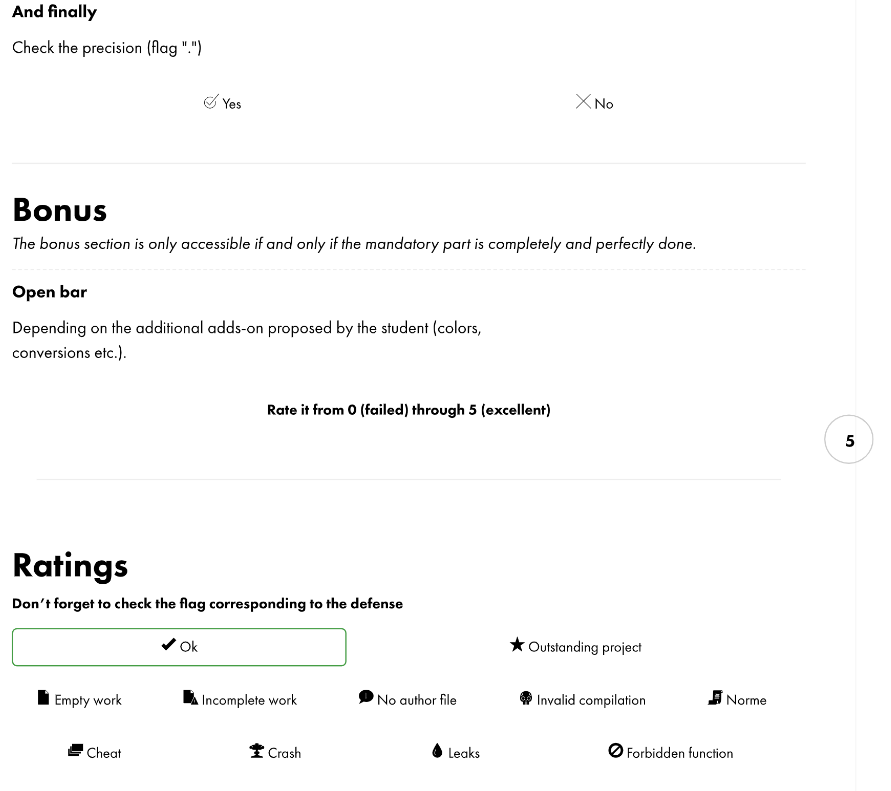 And finally
Check the precision (flag ".")
Yes
No
Bonus
The bonus section is only accessible if and only if the mandatory part is completely and perfectly done.
Open bar
Depending on the additional adds-on proposed by the student (colors,
conversions etc.).
Rate it from 0 (failed) through 5 (excellent)
5
Ratings
Don't forget to check the flag corresponding to the defense
Ok
Outstanding project
Empty work
Incomplete work
No author file
Invalid compilation
Norme
Cheat
Crash
Leaks
Forbidden function